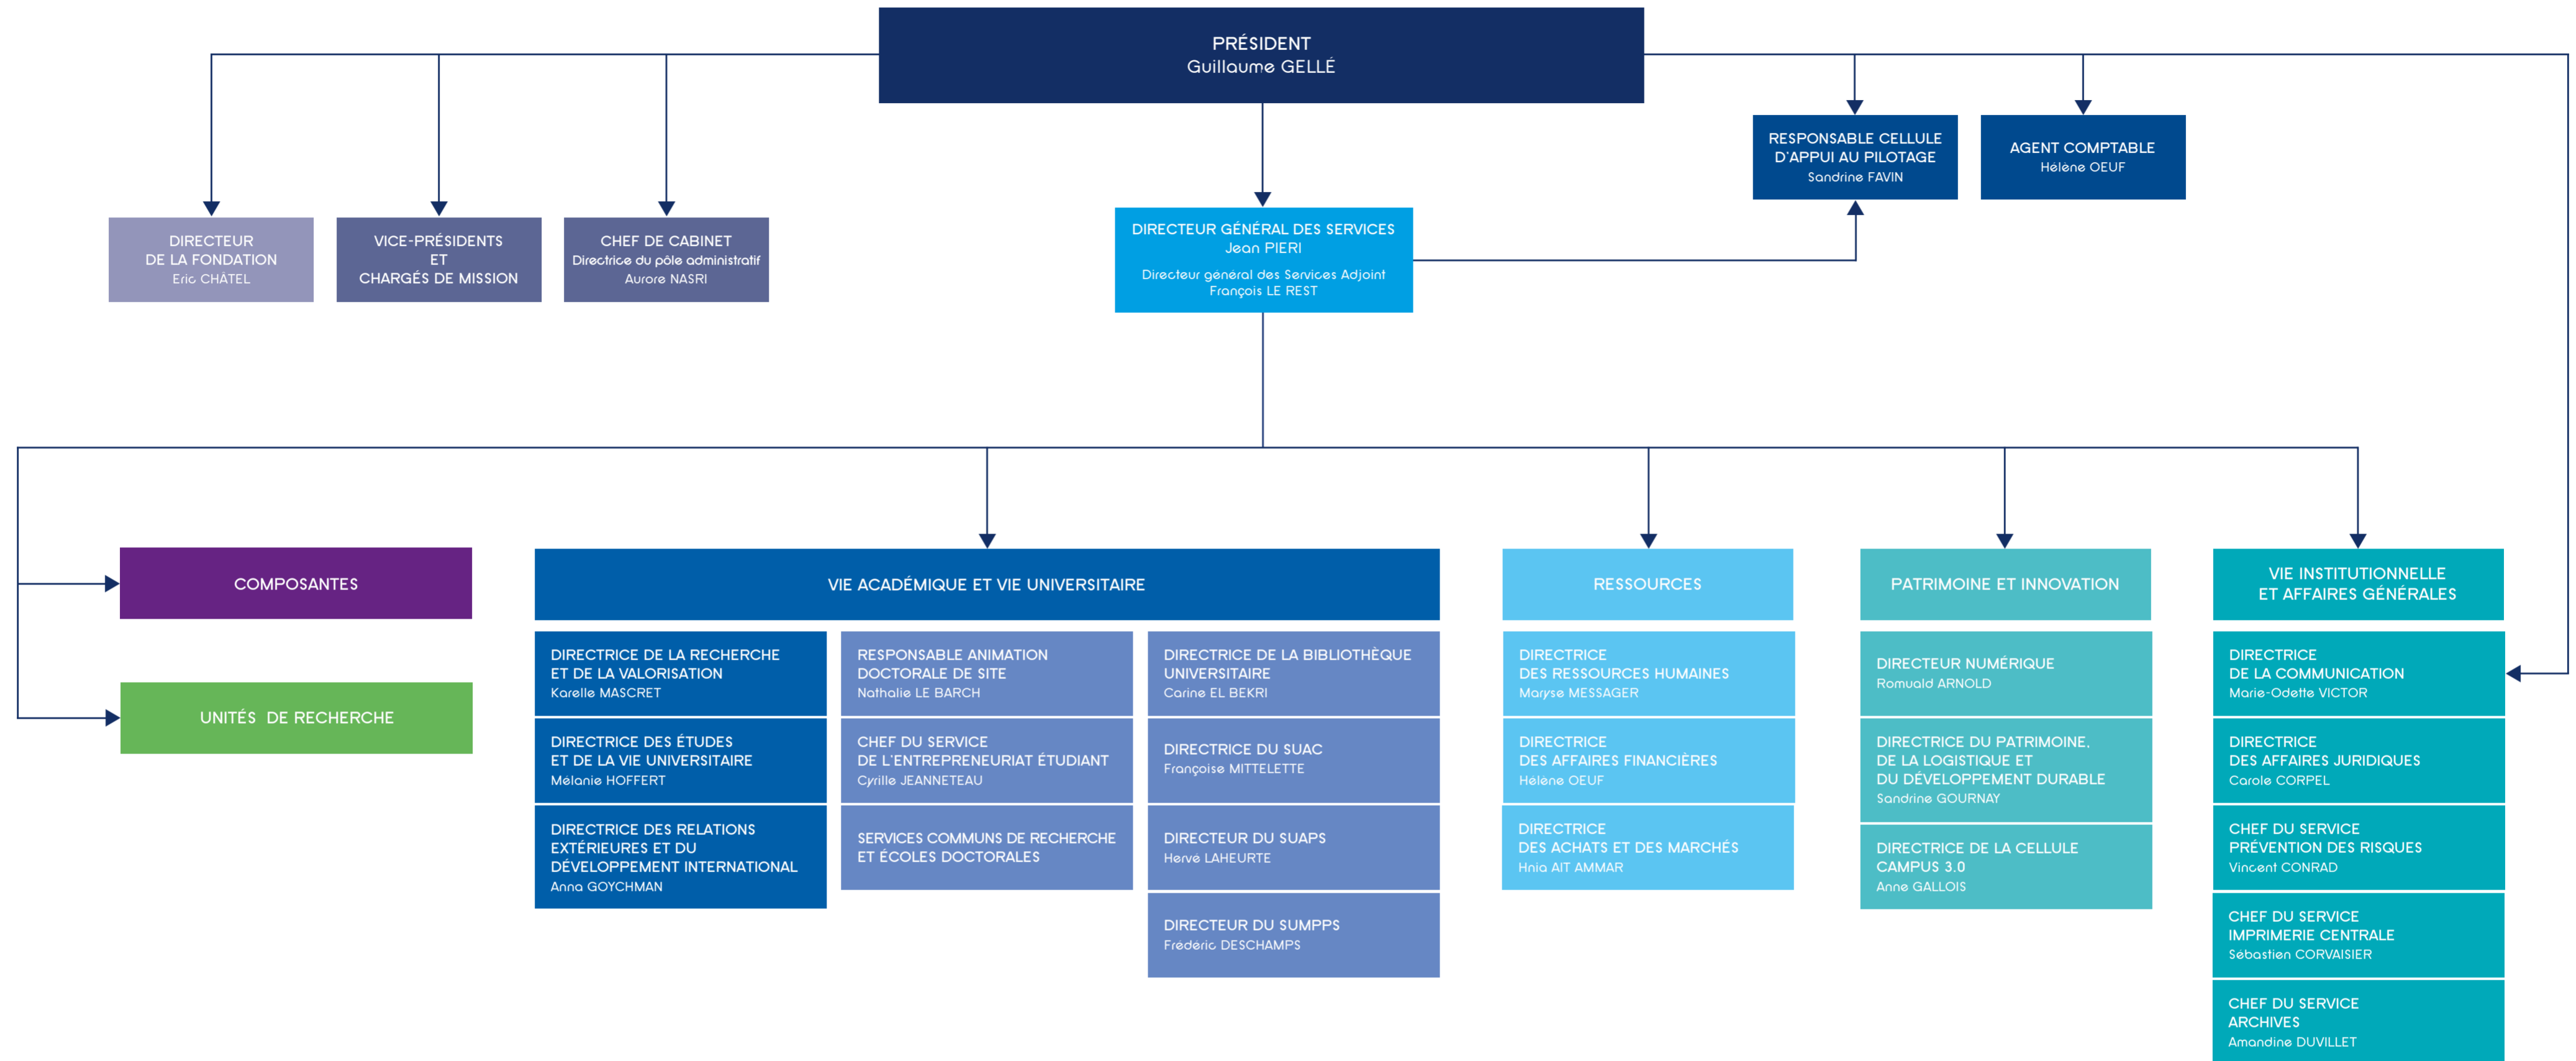 PRÉSIDENT
Guillaume GELLÉ
RESPONSABLE CELLULE
D'APPUI AU PILOTAGE
Sandrine FAVIN
AGENT COMPTABLE
Hélène OEUF
DIRECTEUR
DE LA FONDATION
Eric CHÂTEL
VICE-PRÉSIDENTS
ET
CHARGÉS DE MISSION
CHEF DE CABINET
Directrice du pôle administratif
Aurore NASRI
DIRECTEUR GÉNÉRAL DES SERVICES
Jean PIERI
Directeur général des Services Adjoint
François LE REST
COMPOSANTES
UNITÉS DE RECHERCHE
VIE ACADÉMIQUE ET VIE UNIVERSITAIRE
DIRECTRICE DE LA RECHERCHE
ET DE LA VALORISATION
Karelle MASCRET
DIRECTRICE DES ÉTUDES
ET DE LA VIE UNIVERSITAIRE
Mélanie HOFFERT
DIRECTRICE DES RELATIONS
EXTÉRIEURES ET DU
DÉVELOPPEMENT INTERNATIONAL
Anna GOYCHMAN
RESPONSABLE ANIMATION
DOCTORALE DE SITE
Nathalie LE BARCH
CHEF DU SERVICE
DE L'ENTREPRENEURIAT ÉTUDIANT
Cyrille JEANNETEAU
SERVICES COMMUNS DE RECHERCHE
ET ÉCOLES DOCTORALES
DIRECTRICE DE LA BIBLIOTHÈQUE
UNIVERSITAIRE
Carine EL BEKRI
DIRECTRICE DU SUAC
Françoise MITTELETTE
DIRECTEUR DU SUAPS
Hervé LAHEURTE
DIRECTEUR DU SUMPPS
Frédéric DESCHAMPS
RESSOURCES
DIRECTRICE
DES RESSOURCES HUMAINES
Maryse MESSAGER
DIRECTRICE
DES AFFAIRES FINANCIÈRES
Hélène OEUF
DIRECTRICE
DES ACHATS ET DES MARCHÉS
Hnia AIT AMMAR
PATRIMOINE ET INNOVATION
DIRECTEUR NUMÉRIQUE
Romuald ARNOLD
DIRECTRICE DU PATRIMOINE,
DE LA LOGISTIQUE ET
DU DÉVELOPPEMENT DURABLE
Sandrine GOURNAY
DIRECTRICE DE LA CELLULE
CAMPUS 3.0
Anne GALLOIS
VIE INSTITUTIONNELLE
ET AFFAIRES GÉNÉRALES
DIRECTRICE
DE LA COMMUNICATION
Marie-Odette VICTOR
DIRECTRICE
DES AFFAIRES JURIDIQUES
Carole CORPEL
CHEF DU SERVICE
PRÉVENTION DES RISQUES
Vincent CONRAD
CHEF DU SERVICE
IMPRIMERIE CENTRALE
Sébastien CORVAISIER
CHEF DU SERVICE
ARCHIVES
Amandine DUVILLET